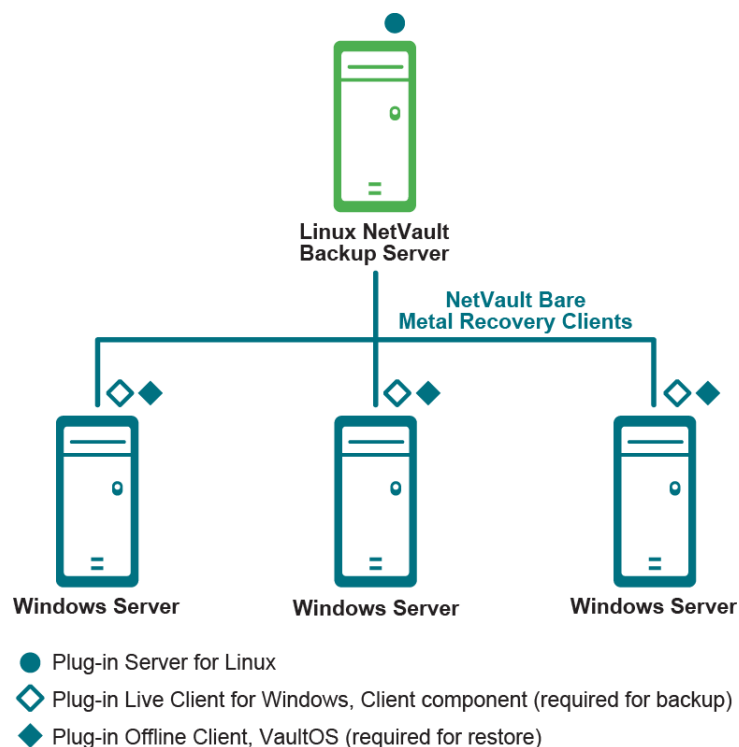 Linux NetVault
Backup Server
NetVault Bare
Metal Recovery Clients
Windows Server
Windows Server
Windows Server
Plug-in Server for Linux
Plug-in Live Client for Windows, Client component (required for backup)
Plug-in Offline Client, VaultOS (required for restore)